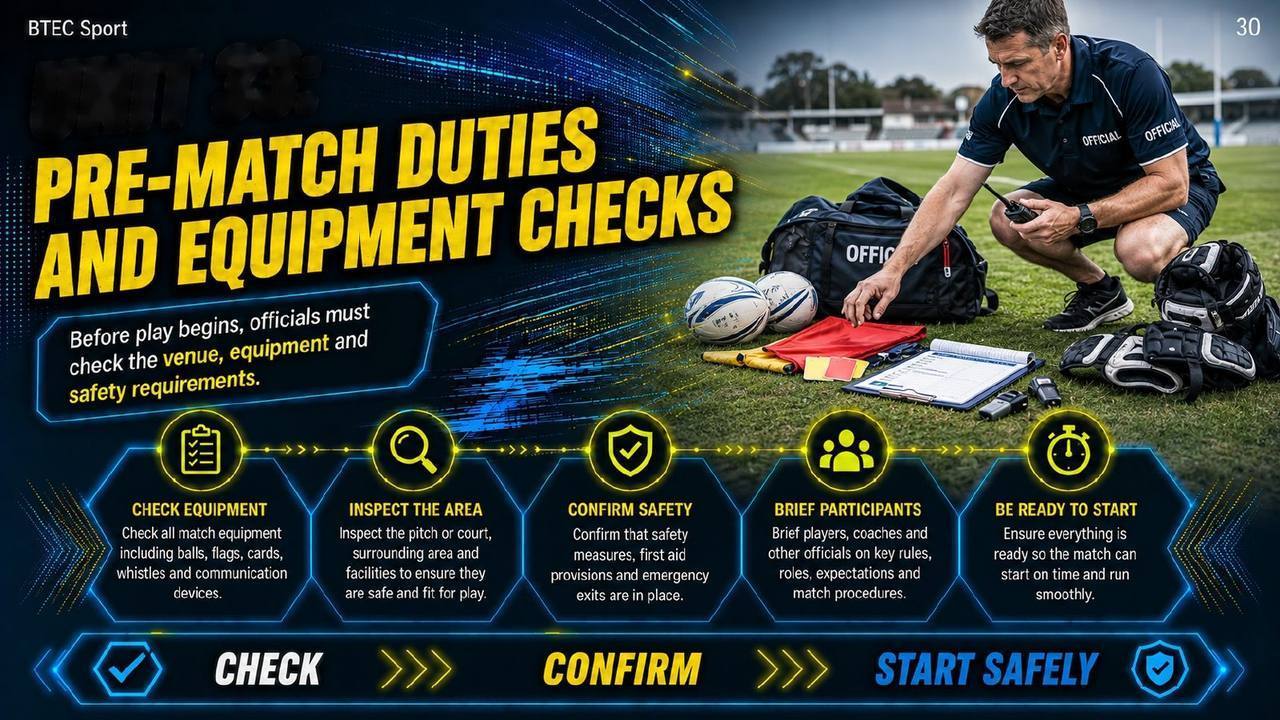 BTEC Sport
30
PRE-MATCH DUTIES
AND EQUIPMENT CHECKS
Before play begins, officials must
check the venue, equipment and
safety requirements.
OFFICIAL
OFFICIAL
CHECK EQUIPMENT
Check all match equipment
including balls, flags, cards,
whistles and communication
devices.
INSPECT THE AREA
Inspect the pitch or court,
surrounding area and
facilities to ensure they
are safe and fit for play.
CONFIRM SAFETY
Confirm that safety
measures, first aid
provisions and emergency
exits are in place.
BRIEF PARTICIPANTS
Brief players, coaches and
other officials on key rules,
roles, expectations and
match procedures.
BE READY TO START
Ensure everything is
ready so the match can
start on time and run
smoothly.
CHECK
CONFIRM
START SAFELY